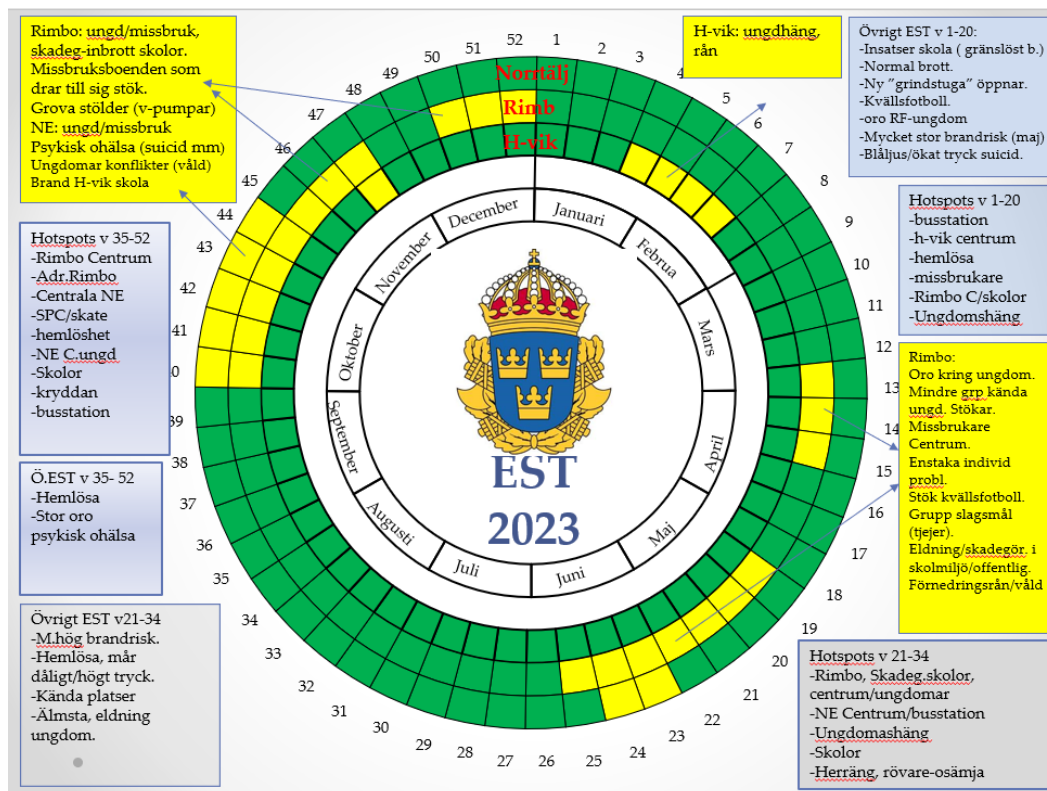 Rimbo: ungd/missbruk,
skadeg-inbrott skolor.
Missbruksboenden som
drar till sig stök.
Grova stölder (v-pumpar)
NE: ungd/missbruk
Psykisk ohälsa (suicid mm)
Ungdomar konflikter (våld)
Brand H-vik skola
H-vik: ungdhäng,
rån
Övrigt EST v 1-20:
-Insatser skola ( gränslöst b.)
-Normal brott.
-Ny ”grindstuga” öppnar.
-Kvällsfotboll.
-oro RF-ungdom
-Mycket stor brandrisk (maj)
-Blåljus/ökat tryck suicid.
Hotspots v 1-20
-busstation
-h-vik centrum
-hemlösa
-missbrukare
-Rimbo C/skolor
-Ungdomshäng
Hotspots v 35-52
-Rimbo Centrum
-Adr.Rimbo
-Centrala NE
-SPC/skate
-hemlöshet
-NE C.ungd
-Skolor
-kryddan
-busstation
Rimbo:
Oro kring ungdom.
Mindre grp kända
ungd. Stökar.
Missbrukare
Centrum.
Enstaka individ
probl.
Stök kvällsfotboll.
Grupp slagsmål
(tjejer).
Eldning/skadegör. i
skolmiljö/offentlig.
Förnedringsrån/våld
Ö.EST v 35- 52
-Hemlösa
-Stor oro
psykisk ohälsa
Övrigt EST v21-34
-M.hög brandrisk.
-Hemlösa, mår
dåligt/högt tryck.
-Kända platser
-Älmsta, eldning
ungdom.
Hotspots v 21-34
-Rimbo, Skadeg.skolor,
centrum/ungdomar
-NE Centrum/busstation
-Ungdomashäng
-Skolor
-Herräng, rövare-osämja
Norrtälj
Rimb
H-vik
1
2
3
4
5
6
7
8
9
10
11
12
13
14
15
16
17
18
19
20
21
22
23
24
25
26
27
28
29
30
31
32
33
34
35
36
37
38
39
0
41
42
43
44
45
46
47
48
49
50
51
52
Januari
Februa
Mars
April
Maj
Juni
Juli
Augusti
September
Oktober
November
December
EST
2023